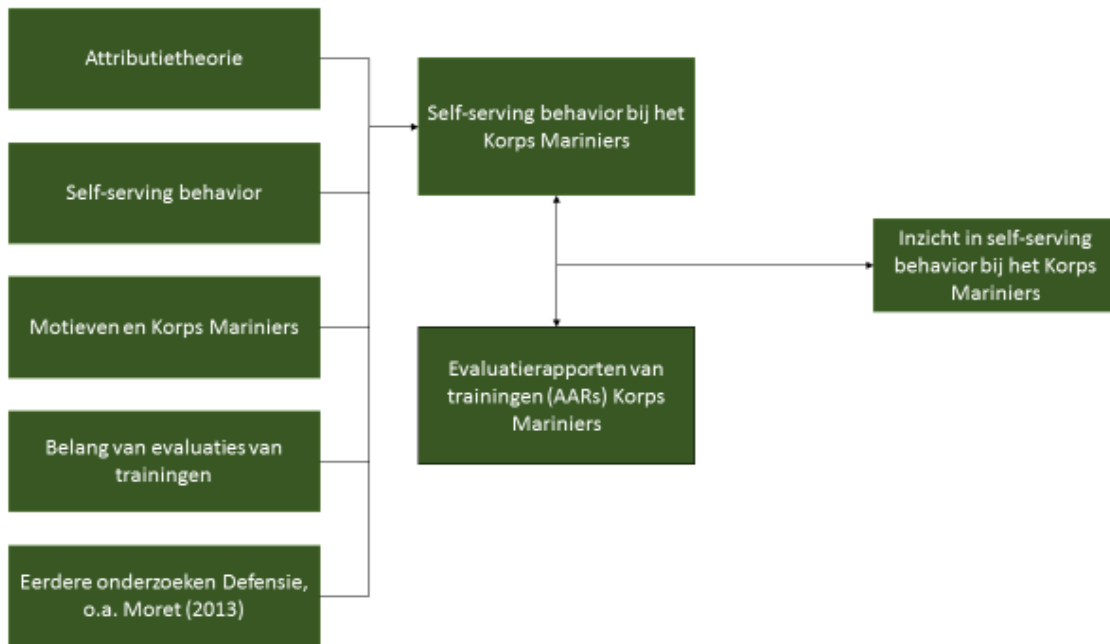 Attributietheorie
Self-serving behavior
Motieven en Korps Mariniers
Belang van evaluaties van
trainingen
Eerdere onderzoeken Defensie,
o.a. Moret (2013)
Self-serving behavior bij het
Korps Mariniers
Evaluatierapporten van
trainingen (AARs) Korps
Mariniers
Inzicht in self-serving
behavior bij het Korps
Mariniers